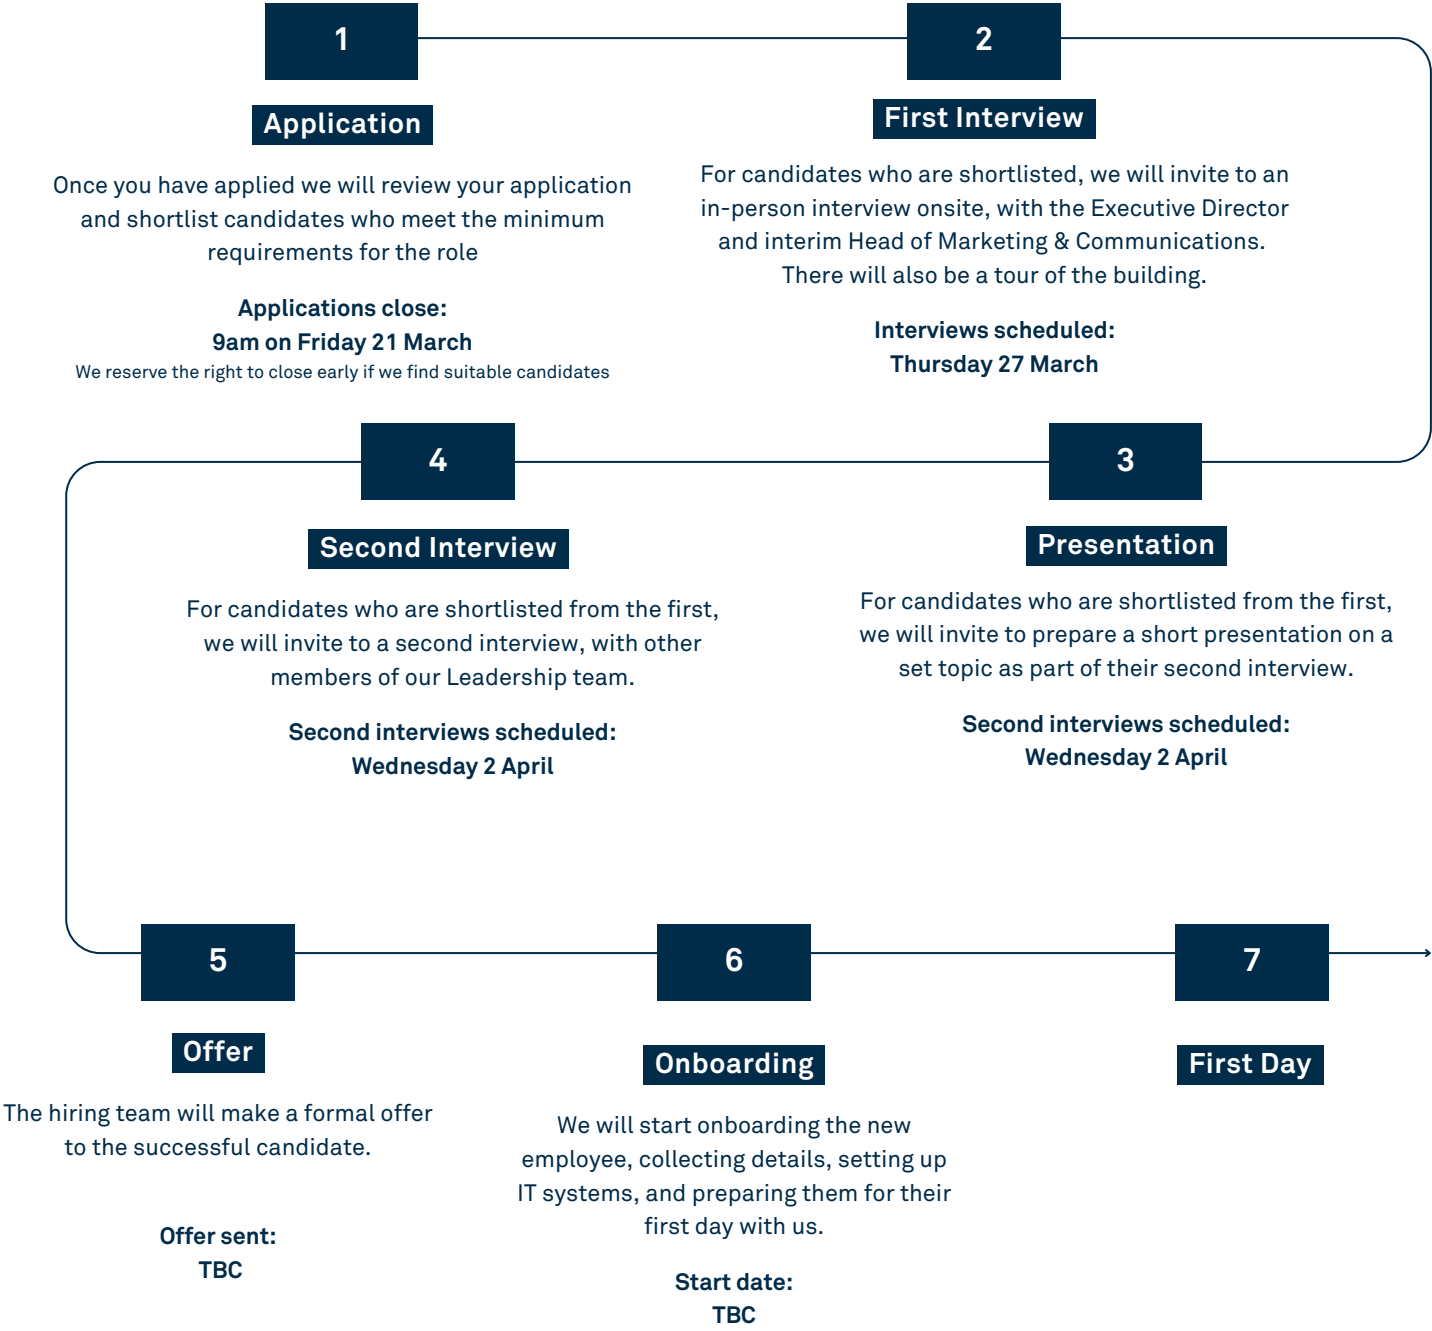 1
Application
Once you have applied we will review your application
and shortlist candidates who meet the minimum
requirements for the role
Applications close:
9am on Friday 21 March
We reserve the right to close early if we find suitable candidates
2
First Interview
For candidates who are shortlisted, we will invite to an
in-person interview onsite, with the Executive Director
and interim Head of Marketing & Communications.
There will also be a tour of the building.
Interviews scheduled:
Thursday 27 March
3
Presentation
For candidates who are shortlisted from the first,
we will invite to prepare a short presentation on a
set topic as part of their second interview.
Second interviews scheduled:
Wednesday 2 April
4
Second Interview
For candidates who are shortlisted from the first,
we will invite to a second interview, with other
members of our Leadership team.
Second interviews scheduled:
Wednesday 2 April
5
Offer
The hiring team will make a formal offer
to the successful candidate.
Offer sent:
TBC
6
Onboarding
We will start onboarding the new
employee, collecting details, setting up
IT systems, and preparing them for their
first day with us.
Start date:
TBC
7
First Day